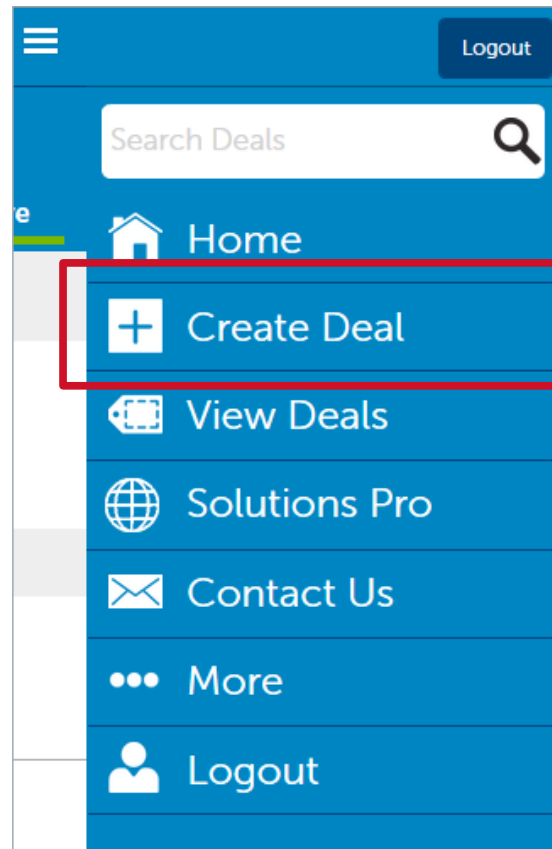 Logout
Search Deals
Home
Create Deal
View Deals
Solutions Pro
Contact Us
More
Logout